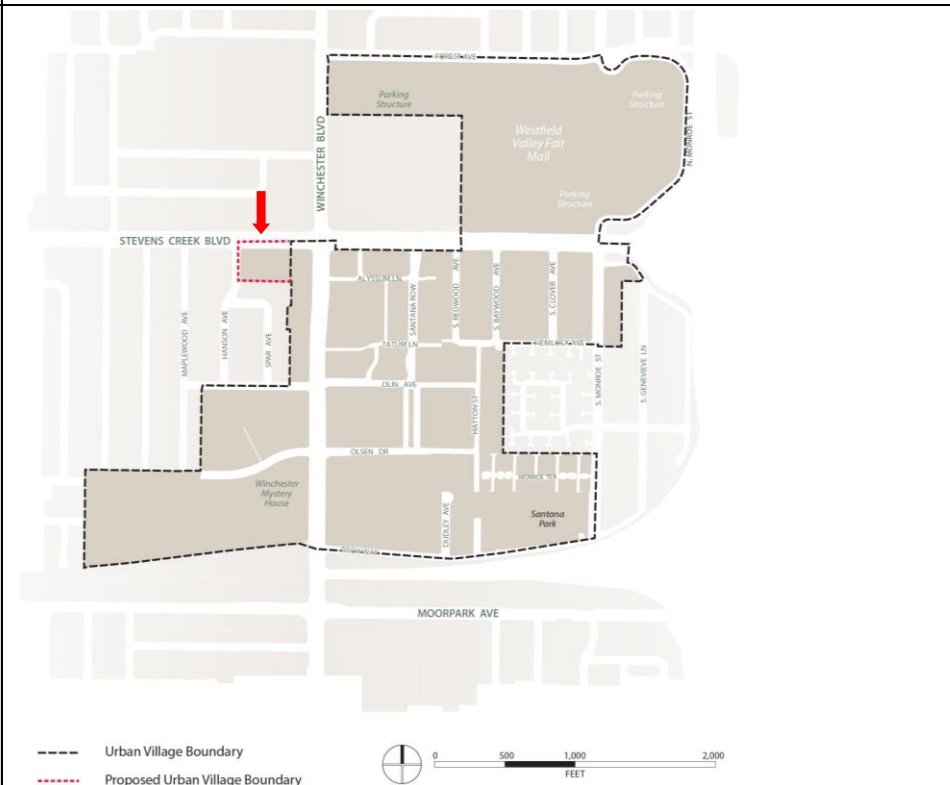 FOREST AVE
Parking
Structure
Parking
Structure
Westfield
Valley Fair
Mall
N. MONROE ST
WINCHESTER BLVD
Parking
Structure
STEVENS CREEK BLVD
ALYSSUM LN
SANTANA ROW
S. REDWOOD AVE
S. BAYWOOD AVE
S. CLOVER AVE
MAPLEWOOD AVE
HANSON AVE
SPAR AVE
TATUM LN
HEMLOCK AVE
S. MONROE ST
S. GENEVIEVE LN
OLIN AVE
HATTON ST
OLSEN DR
Winchester
Mystery
House
MONROE TER
DUDLEY AVE
Santana
Park
MOORPARK AVE
Urban Village Boundary
Proposed Urban Village Boundary
0 500 1,000 2,000
FEET